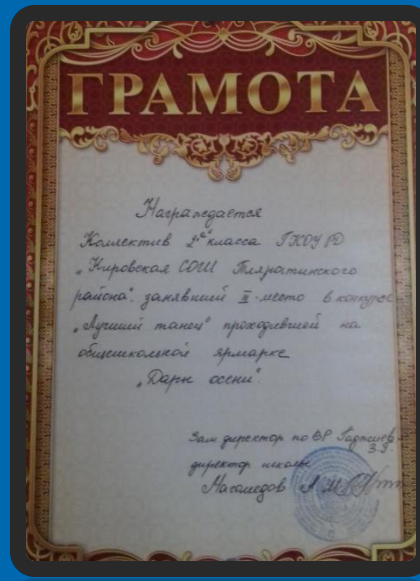 ГРАМОТА
Награждается
Коллектив 2 "а" класса ГКОУ РД
„Кировская СОШ Тляратинского
района". занявший II место в конкурсе
„Лучший танец" проходившей на
общешкольной ярмарке
„Дары осени".
Зам директор по ВР Гаджиев
З.Я.
директор школы
Магомедов